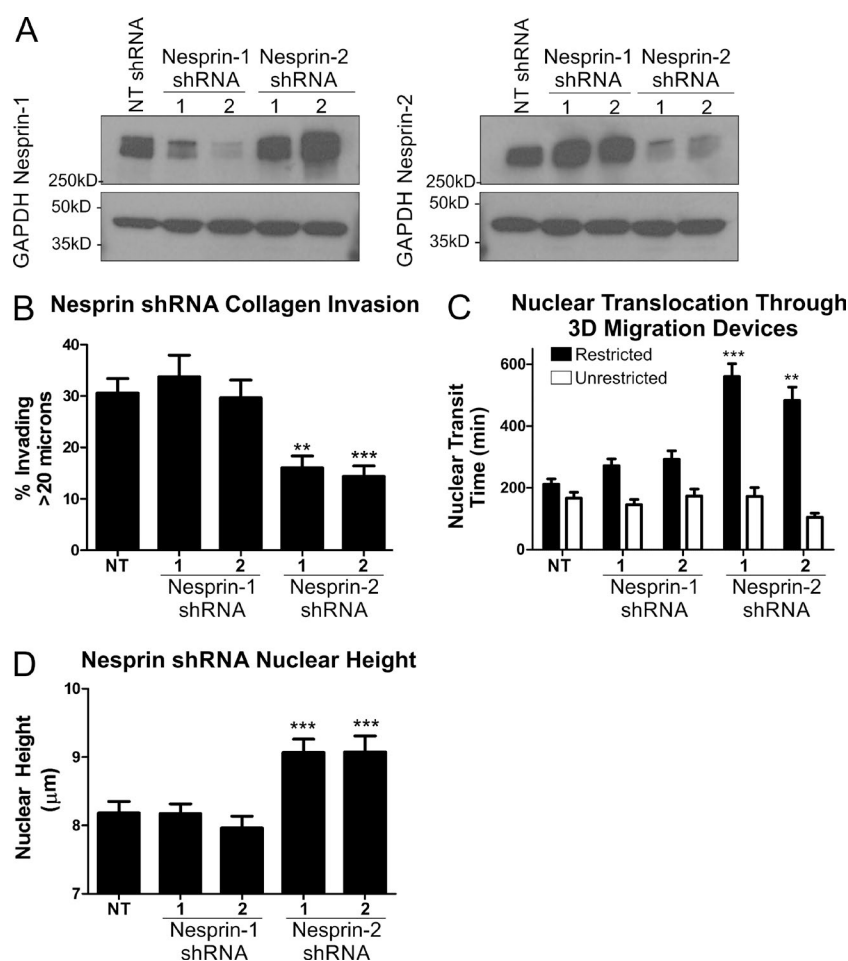 A
NT shRNA
Nesprin-1
shRNA
Nesprin-2
shRNA
1 2 1 2
GAPDH Nesprin-1
250kD
50kD
35kD
NT shRNA
Nesprin-1
shRNA
Nesprin-2
shRNA
1 2 1 2
GAPDH Nesprin-2
250kD
50kD
35kD
B
Nesprin shRNA Collagen Invasion
% Invading
>20 microns
40
30
20
10
0
** ***
NT 1 2 1 2
Nesprin-1
shRNA
Nesprin-2
shRNA
C
Nuclear Translocation Through
3D Migration Devices
Restricted
Unrestricted
Nuclear Transit
Time (min)
600
400
200
0
*** **
NT 1 2 1 2
Nesprin-1
shRNA
Nesprin-2
shRNA
D
Nesprin shRNA Nuclear Height
Nuclear Height
(μm)
10
9
8
7
*** ***
NT 1 2 1 2
Nesprin-1
shRNA
Nesprin-2
shRNA